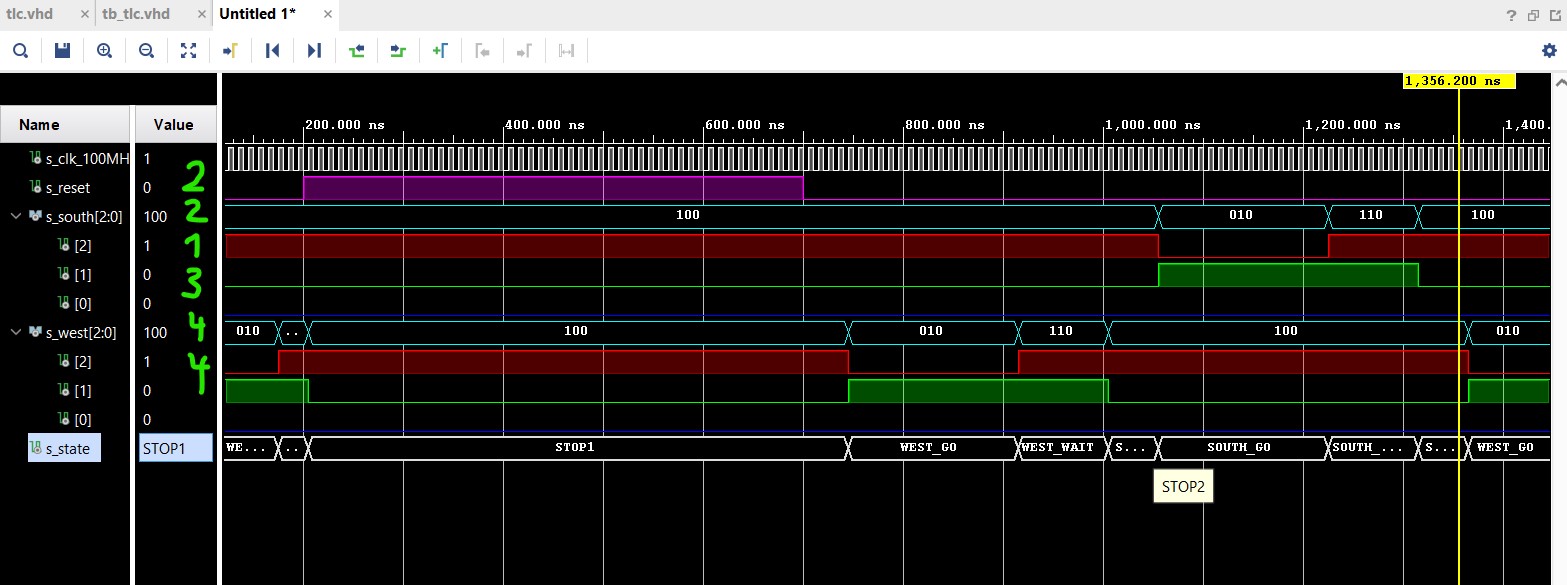 tlc.vhd × tb_tlc.vhd × Untitled 1* ×
?
1,356.200 ns
Name Value
200.000 ns 400.000 ns 600.000 ns 800.000 ns 1,000.000 ns 1,200.000 ns 1,400.
s_clk_100MH 1
s_reset 0 2
s_south[2:0] 100 2 100 010 110 100
[2] 1 1
[1] 0 3
[0] 0
s_west[2:0] 100 4 010 .. 100 010 110 100 010
[2] 1 4
[1] 0
[0] 0
s_state STOP1 WE... .. STOP1 WEST_GO WEST_WAIT S... SOUTH_GO SOUTH_... S... WEST_GO
STOP2